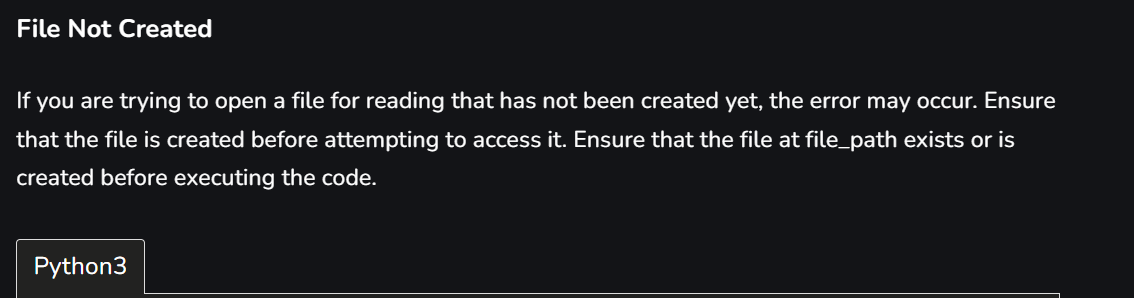 File Not Created
If you are trying to open a file for reading that has not been created yet, the error may occur. Ensure
that the file is created before attempting to access it. Ensure that the file at file_path exists or is
created before executing the code.
Python3